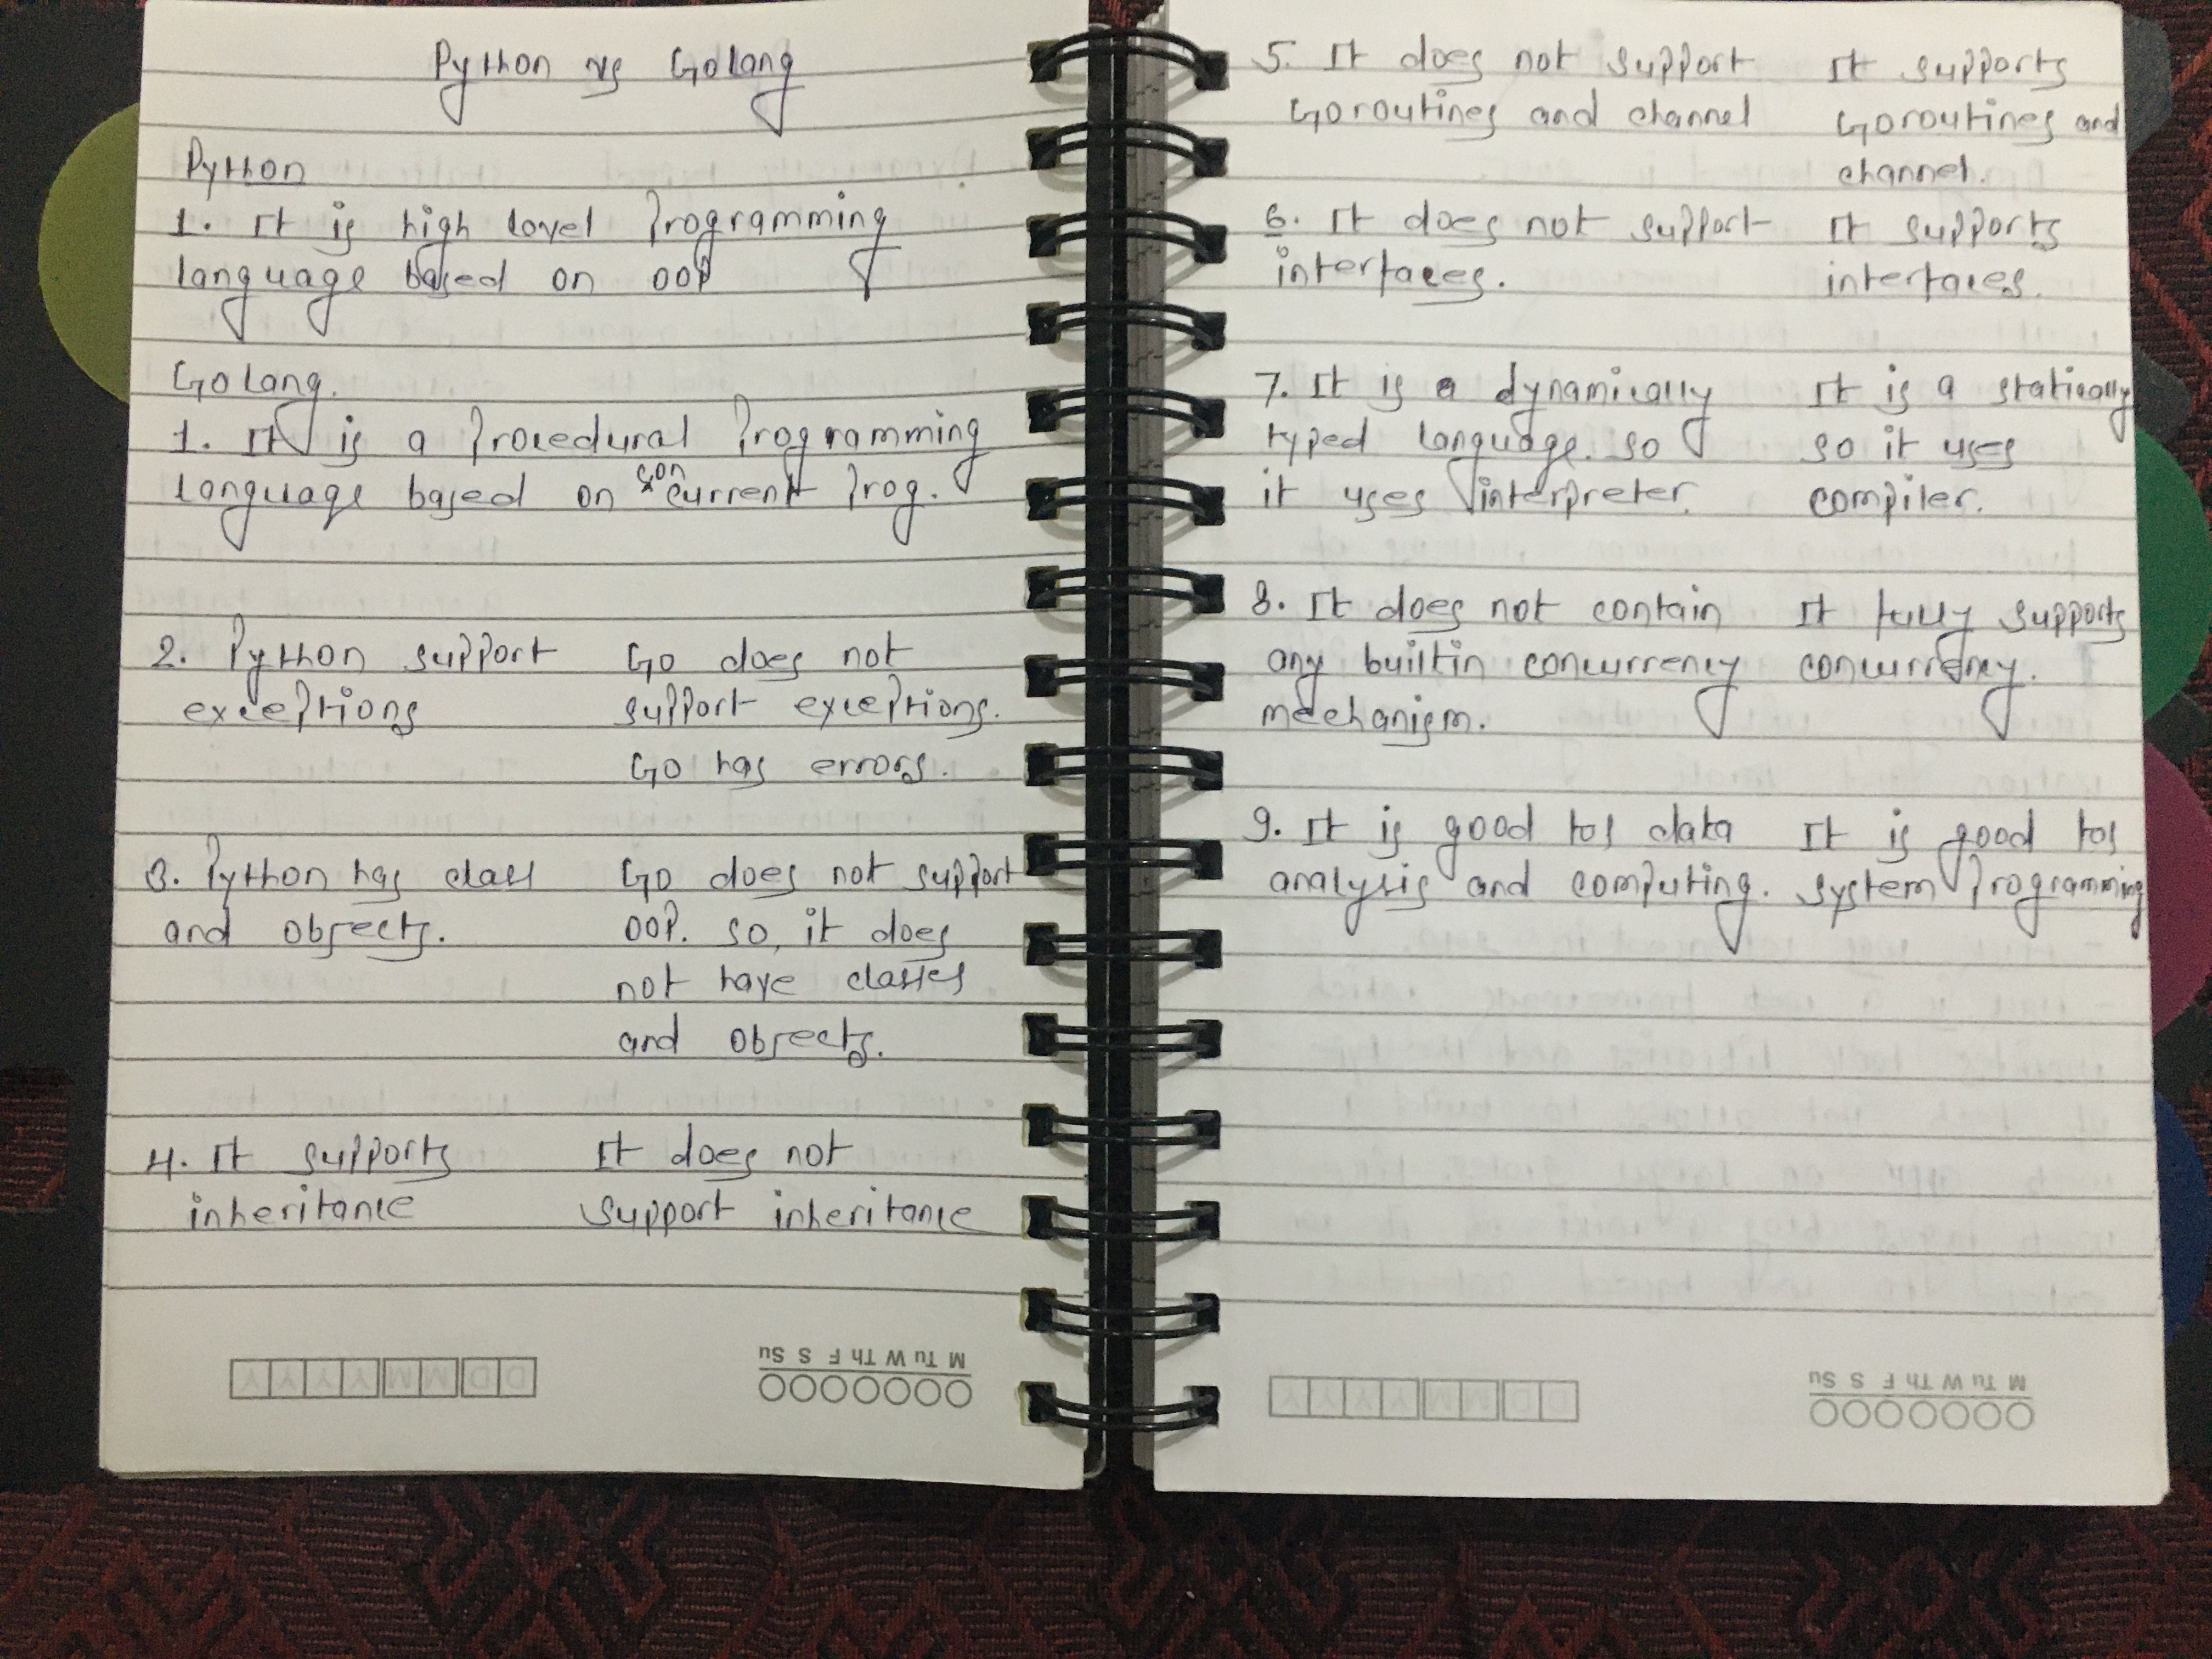 Python vs Golang
Python
1. It is high level Programming
language based on OOP
Golang.
1. It is a Procedural Programming
language based on concurrent Prog.
2. Python support Go does not
exceptions support exceptions.
Go has errors.
3. Python has class Go does not support
and objects. OOP. so, it does
not have classes
and objects.
4. It supports It does not
inheritance support inheritance
DDMMYYYY
M Tu W Th F S Su
5. It does not support It supports
Goroutines and channel Goroutines and
channel.
6. It does not support It supports
interfaces. interfaces.
7. It is a dynamically It is a statically
typed language. so so it uses
it uses interpreter. compiler.
8. It does not contain It fully supports
any builtin concurrency concurrency.
mechanism.
9. It is good for data It is good for
analysis and computing. system Programming
DDMMYYYY
M Tu W Th F S Su